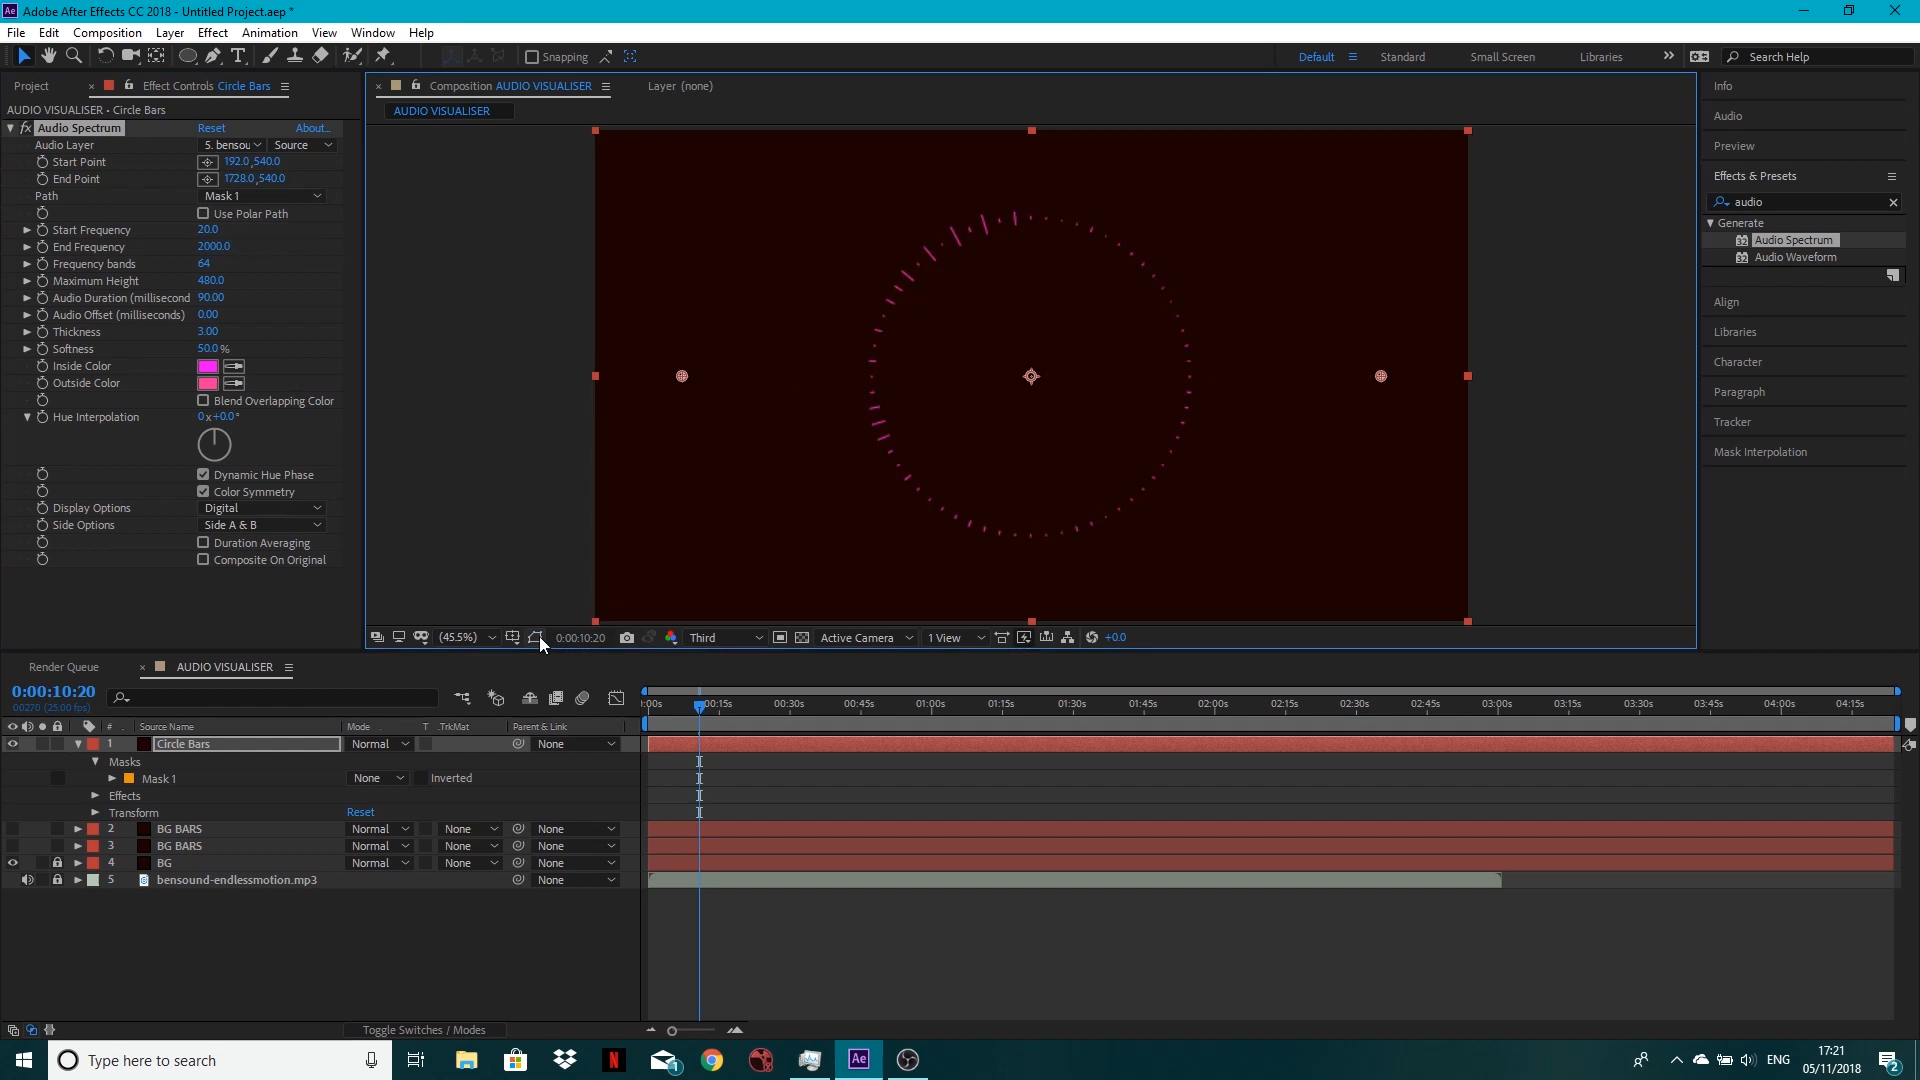 Adobe After Effects CC 2018 - Untitled Project.aep *
File Edit Composition Layer Effect Animation View Window Help
Snapping Default Standard Small Screen Libraries Search Help
Project Effect Controls Circle Bars
AUDIO VISUALISER • Circle Bars
fx Audio Spectrum Reset About...
Audio Layer 5. bensou Source
Start Point 192.0,540.0
End Point 1728.0,540.0
Path Mask 1
Use Polar Path
Start Frequency 20.0
End Frequency 2000.0
Frequency bands 64
Maximum Height 480.0
Audio Duration (millisecond 90.00
Audio Offset (milliseconds) 0.00
Thickness 3.00
Softness 50.0 %
Inside Color
Outside Color
Blend Overlapping Color
Hue Interpolation 0x+0.0°
Dynamic Hue Phase
Color Symmetry
Display Options Digital
Side Options Side A & B
Duration Averaging
Composite On Original
Composition AUDIO VISUALISER Layer (none)
AUDIO VISUALISER
(45.5%) 0:00:10:20 Third Active Camera 1 View +0.0
Info
Audio
Preview
Effects & Presets
audio
Generate
32 Audio Spectrum
32 Audio Waveform
Align
Libraries
Character
Paragraph
Tracker
Mask Interpolation
Render Queue AUDIO VISUALISER
0:00:10:20
00270 (25.00 fps)
:00s 00:15s 00:30s 00:45s 01:00s 01:15s 01:30s 01:45s 02:00s 02:15s 02:30s 02:45s 03:00s 03:15s 03:30s 03:45s 04:00s 04:15s
# Source Name Mode T .TrkMat Parent & Link
1 Circle Bars Normal None
Masks
Mask 1 None Inverted
Effects
Transform Reset
2 BG BARS Normal None None
3 BG BARS Normal None None
4 BG Normal None None
5 bensound-endlessmotion.mp3 None
Toggle Switches / Modes
Type here to search
ENG
17:21
05/11/2018